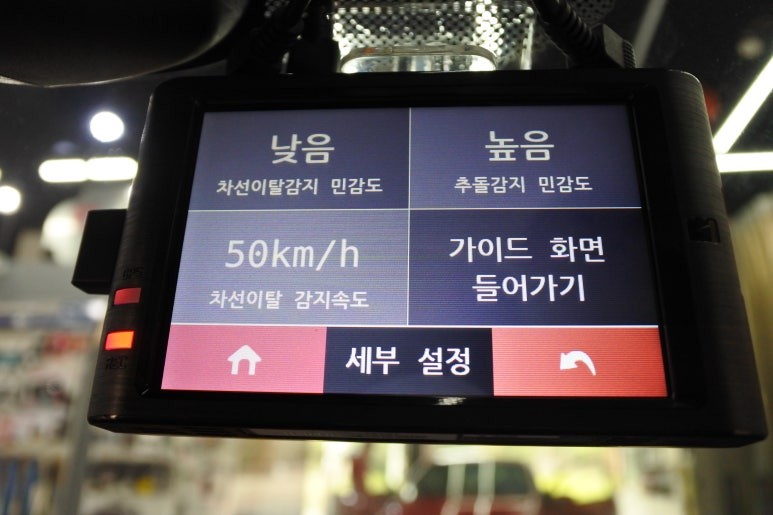 낮음
차선이탈감지 민감도
높음
추돌감지 민감도
50km/h
차선이탈 감지속도
가이드 화면
들어가기
세부 설정
GPS
REC